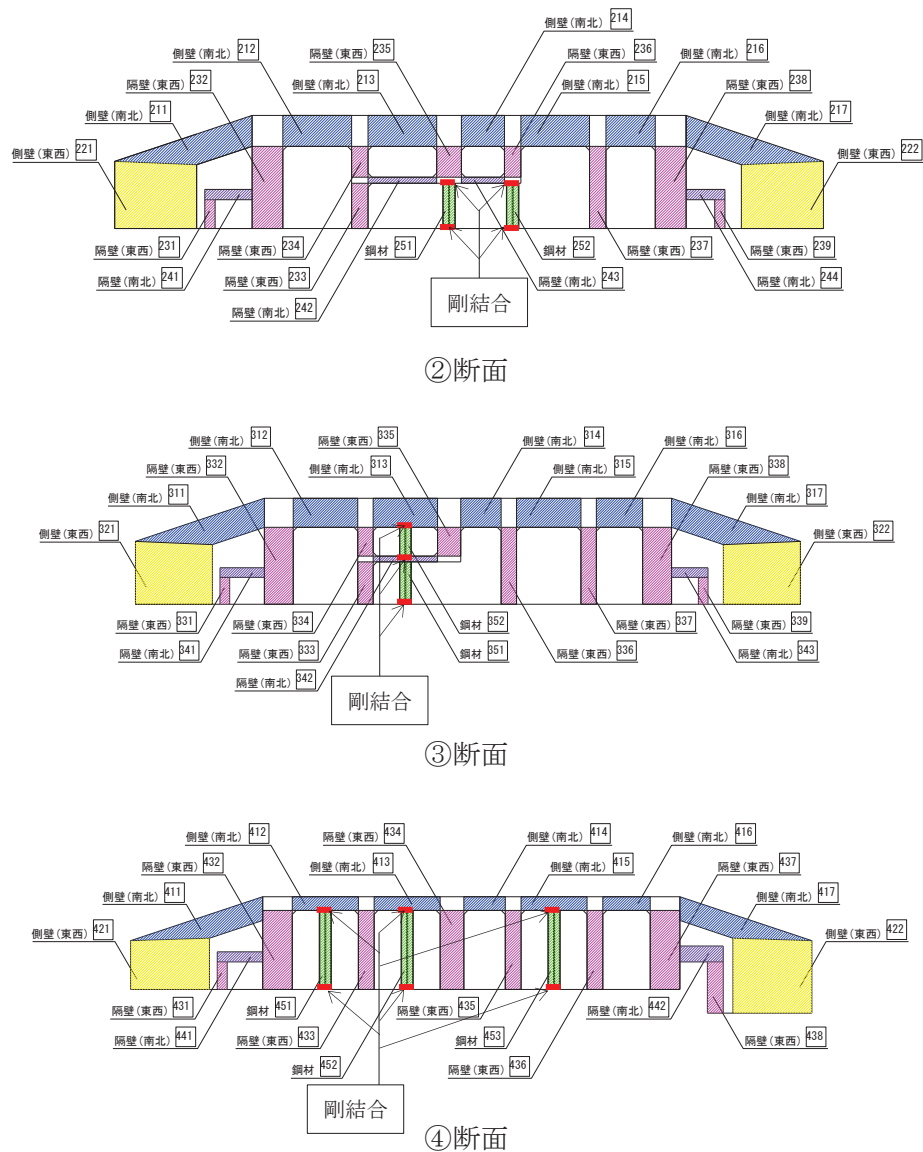 側壁(南北) 214
側壁(南北) 212
隔壁(東西) 235
隔壁(東西) 236
側壁(南北) 216
隔壁(東西) 232
側壁(南北) 213
側壁(南北) 215
隔壁(東西) 238
側壁(南北) 211
側壁(南北) 217
側壁(東西) 221
側壁(東西) 222
隔壁(東西) 231
隔壁(東西) 234
鋼材 251
鋼材 252
隔壁(東西) 237
隔壁(東西) 239
隔壁(南北) 241
隔壁(東西) 233
隔壁(南北) 243
隔壁(南北) 244
隔壁(南北) 242
剛結合
②断面
側壁(南北) 312
隔壁(東西) 335
側壁(南北) 314
側壁(南北) 316
隔壁(東西) 332
側壁(南北) 313
側壁(南北) 315
隔壁(東西) 338
側壁(南北) 311
側壁(南北) 317
側壁(東西) 321
側壁(東西) 322
隔壁(東西) 331
隔壁(東西) 334
鋼材 352
隔壁(東西) 337
隔壁(東西) 339
隔壁(南北) 341
隔壁(東西) 333
鋼材 351
隔壁(東西) 336
隔壁(南北) 343
隔壁(南北) 342
剛結合
③断面
側壁(南北) 412
隔壁(東西) 434
側壁(南北) 414
側壁(南北) 416
隔壁(東西) 432
側壁(南北) 413
側壁(南北) 415
隔壁(東西) 437
側壁(南北) 411
側壁(南北) 417
側壁(東西) 421
側壁(東西) 422
隔壁(東西) 431
鋼材 451
隔壁(東西) 435
隔壁(南北) 442
隔壁(南北) 441
隔壁(東西) 433
鋼材 453
隔壁(東西) 438
鋼材 452
隔壁(東西) 436
剛結合
④断面